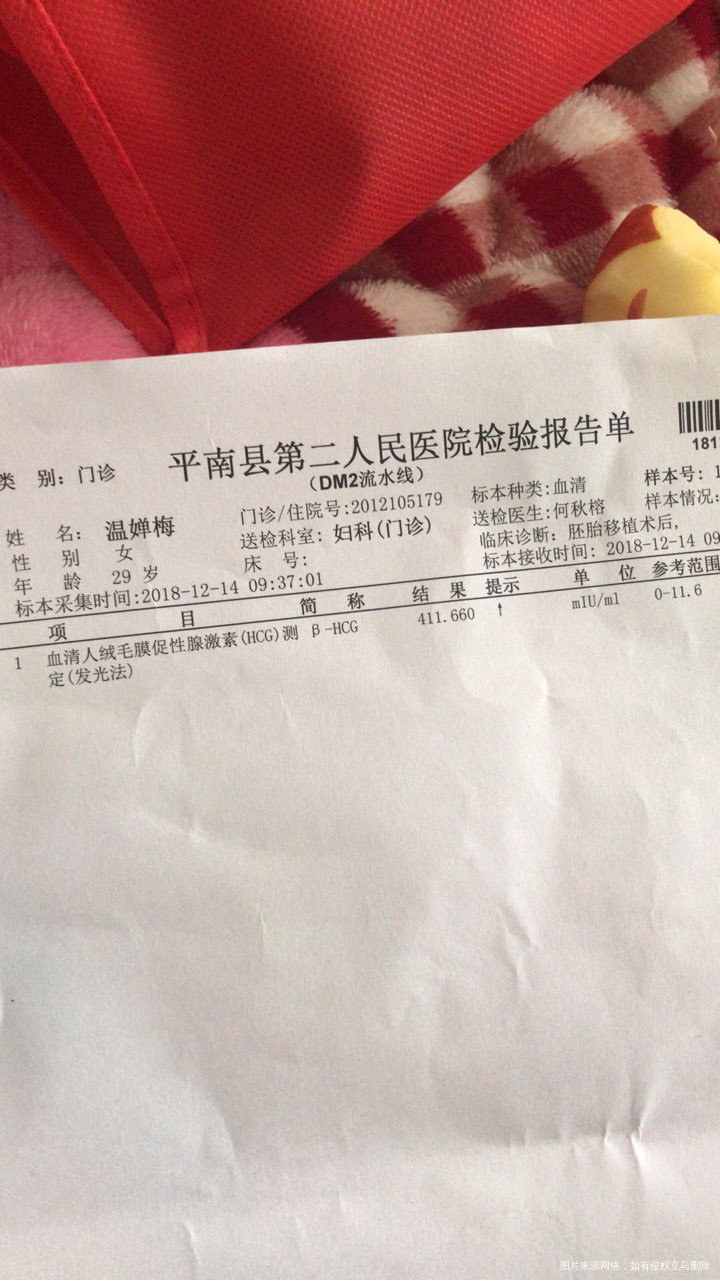 类 别：门诊
平南县第二人民医院检验报告单
(DM2流水线)
181
姓 名： 温婵梅
门诊/住院号:2012105179
标本种类:血清
样本号: 1
性 别 女
送检科室: 妇科(门诊)
送检医生:何秋榕
样本情况:
年 龄 29 岁
床 号:
临床诊断: 胚胎移植术后,
标本采集时间:2018-12-14 09:37:01
标本接收时间: 2018-12-14 09
项 目 简 称 结 果 提示 单 位 参考范围
1 血清人绒毛膜促性腺激素(HCG)测 β-HCG 411.660 ↑ mIU/ml 0-11.6
定(发光法)
图片来源网络，如有侵权立马删除